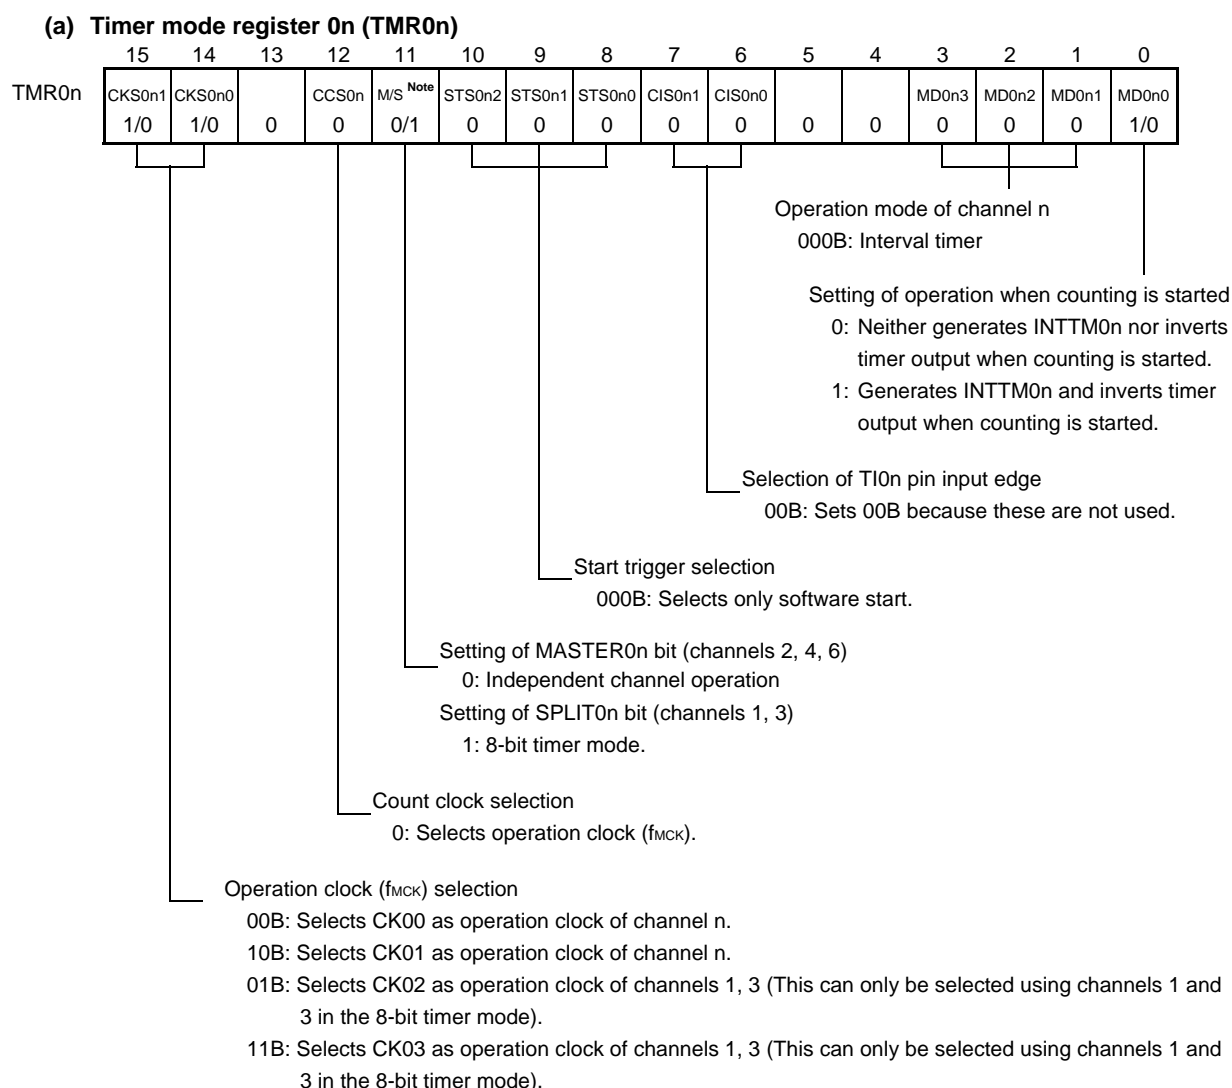 (a) Timer mode register 0n (TMR0n)
15 14 13 12 11 10 9 8 7 6 5 4 3 2 1 0
TMR0n CKS0n1 CKS0n0 CCS0n M/S Note STS0n2 STS0n1 STS0n0 CIS0n1 CIS0n0 MD0n3 MD0n2 MD0n1 MD0n0
1/0 1/0 0 0 0/1 0 0 0 0 0 0 0 0 0 0 1/0
Operation mode of channel n
000B: Interval timer
Setting of operation when counting is started
0: Neither generates INTTM0n nor inverts
timer output when counting is started.
1: Generates INTTM0n and inverts timer
output when counting is started.
Selection of TI0n pin input edge
00B: Sets 00B because these are not used.
Start trigger selection
000B: Selects only software start.
Setting of MASTER0n bit (channels 2, 4, 6)
0: Independent channel operation
Setting of SPLIT0n bit (channels 1, 3)
1: 8-bit timer mode.
Count clock selection
0: Selects operation clock (fMCK).
Operation clock (fMCK) selection
00B: Selects CK00 as operation clock of channel n.
10B: Selects CK01 as operation clock of channel n.
01B: Selects CK02 as operation clock of channels 1, 3 (This can only be selected using channels 1 and
3 in the 8-bit timer mode).
11B: Selects CK03 as operation clock of channels 1, 3 (This can only be selected using channels 1 and
3 in the 8-bit timer mode).